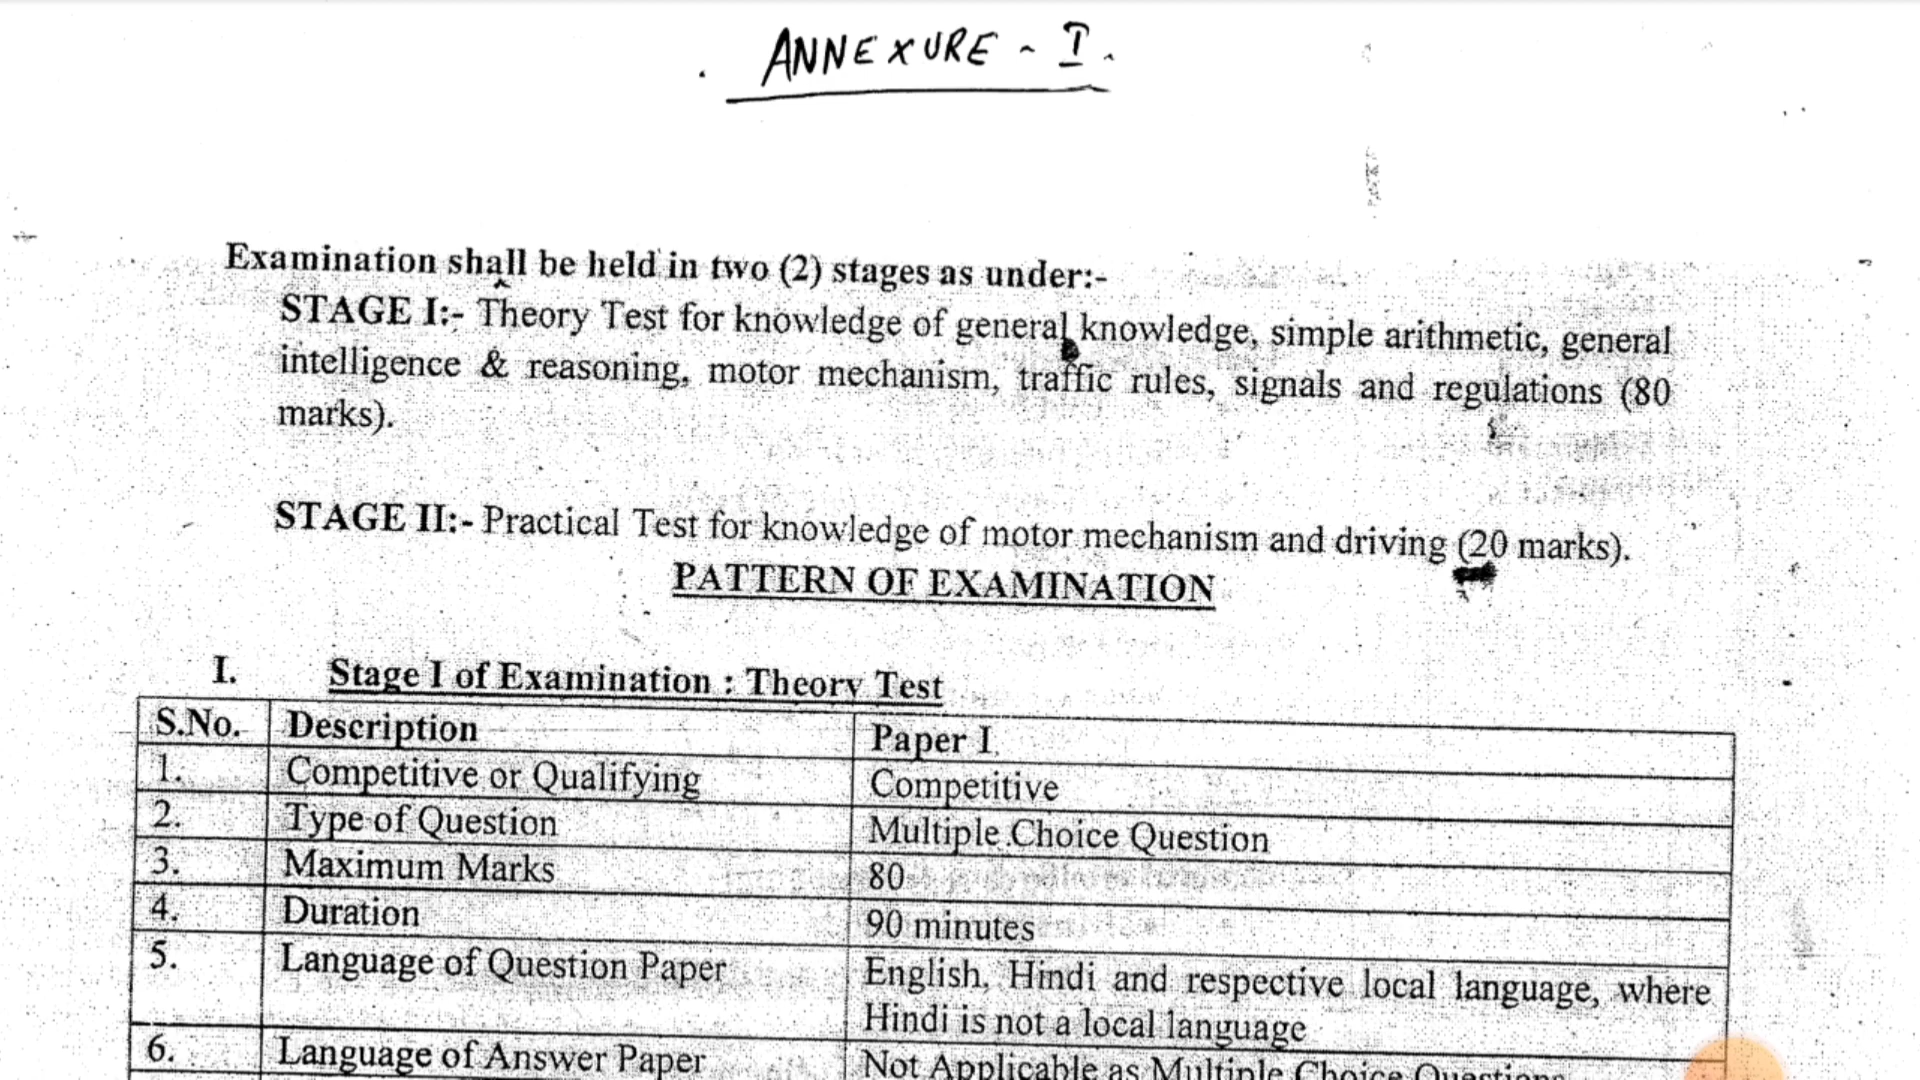 ANNEXURE - I.
Examination shall be held in two (2) stages as under:-
STAGE I:- Theory Test for knowledge of general knowledge, simple arithmetic, general
intelligence & reasoning, motor mechanism, traffic rules, signals and regulations (80
marks).
STAGE II:- Practical Test for knowledge of motor mechanism and driving (20 marks).
PATTERN OF EXAMINATION
I. Stage I of Examination : Theory Test
S.No. Description Paper I
1. Competitive or Qualifying Competitive
2. Type of Question Multiple Choice Question
3. Maximum Marks 80
4. Duration 90 minutes
5. Language of Question Paper English, Hindi and respective local language, where
Hindi is not a local language
6. Language of Answer Paper Not Applicable as Multiple Choice Questions